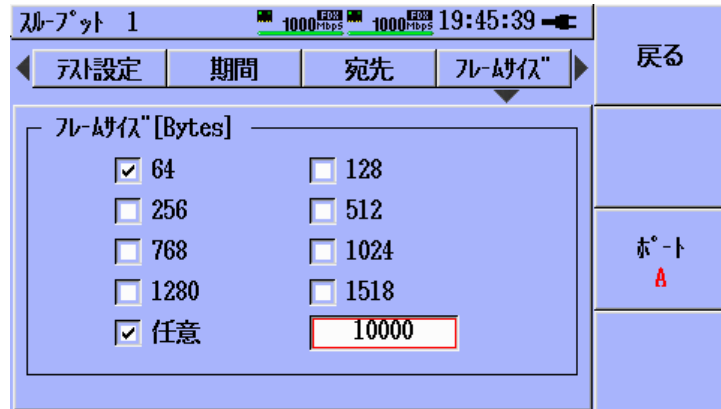 ｽﾙｰﾌﾟｯﾄ 1 1000 FDX Mbps 1000 FDX Mbps 19:45:39
戻る
ﾃｽﾄ設定 期間 宛先 ﾌﾚｰﾑｻｲｽﾞ
ﾌﾚｰﾑｻｲｽﾞ[Bytes]
64 128
256 512
ﾎﾟｰﾄ
768 1024
A
1280 1518
任意 10000